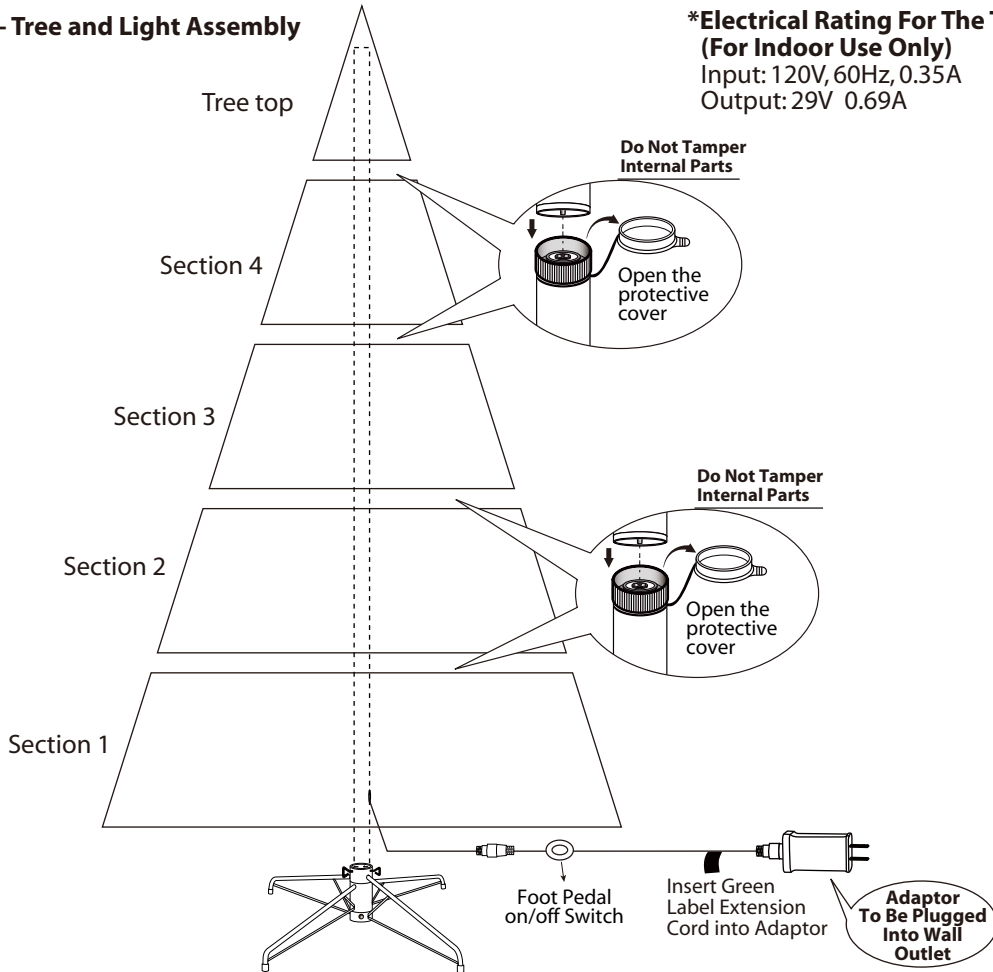 – Tree and Light Assembly
*Electrical Rating For The
(For Indoor Use Only)
Input: 120V, 60Hz, 0.35A
Output: 29V 0.69A
Tree top
Do Not Tamper
Internal Parts
Section 4
Open the
protective
cover
Section 3
Do Not Tamper
Internal Parts
Section 2
Open the
protective
cover
Section 1
Foot Pedal
on/off Switch
Insert Green
Label Extension
Cord into Adaptor
Adaptor
To Be Plugged
Into Wall
Outlet